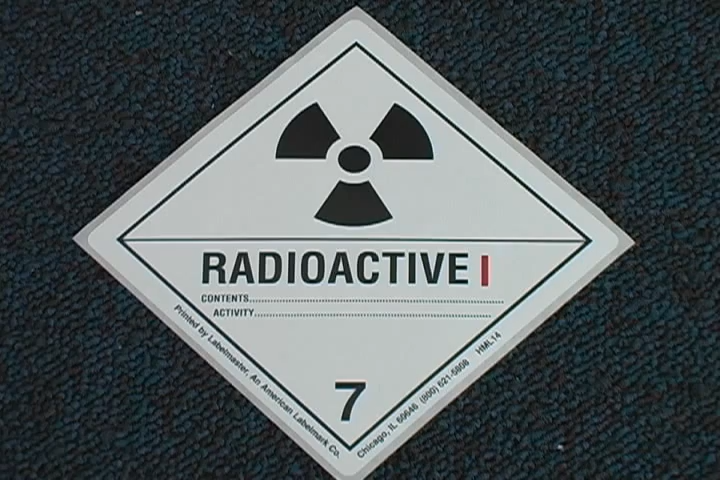 RADIOACTIVE I
CONTENTS
ACTIVITY
7
Printed by Labelmaster, An American Labelmark Co.
Chicago, IL 60646 (800) 621-5808 HML14